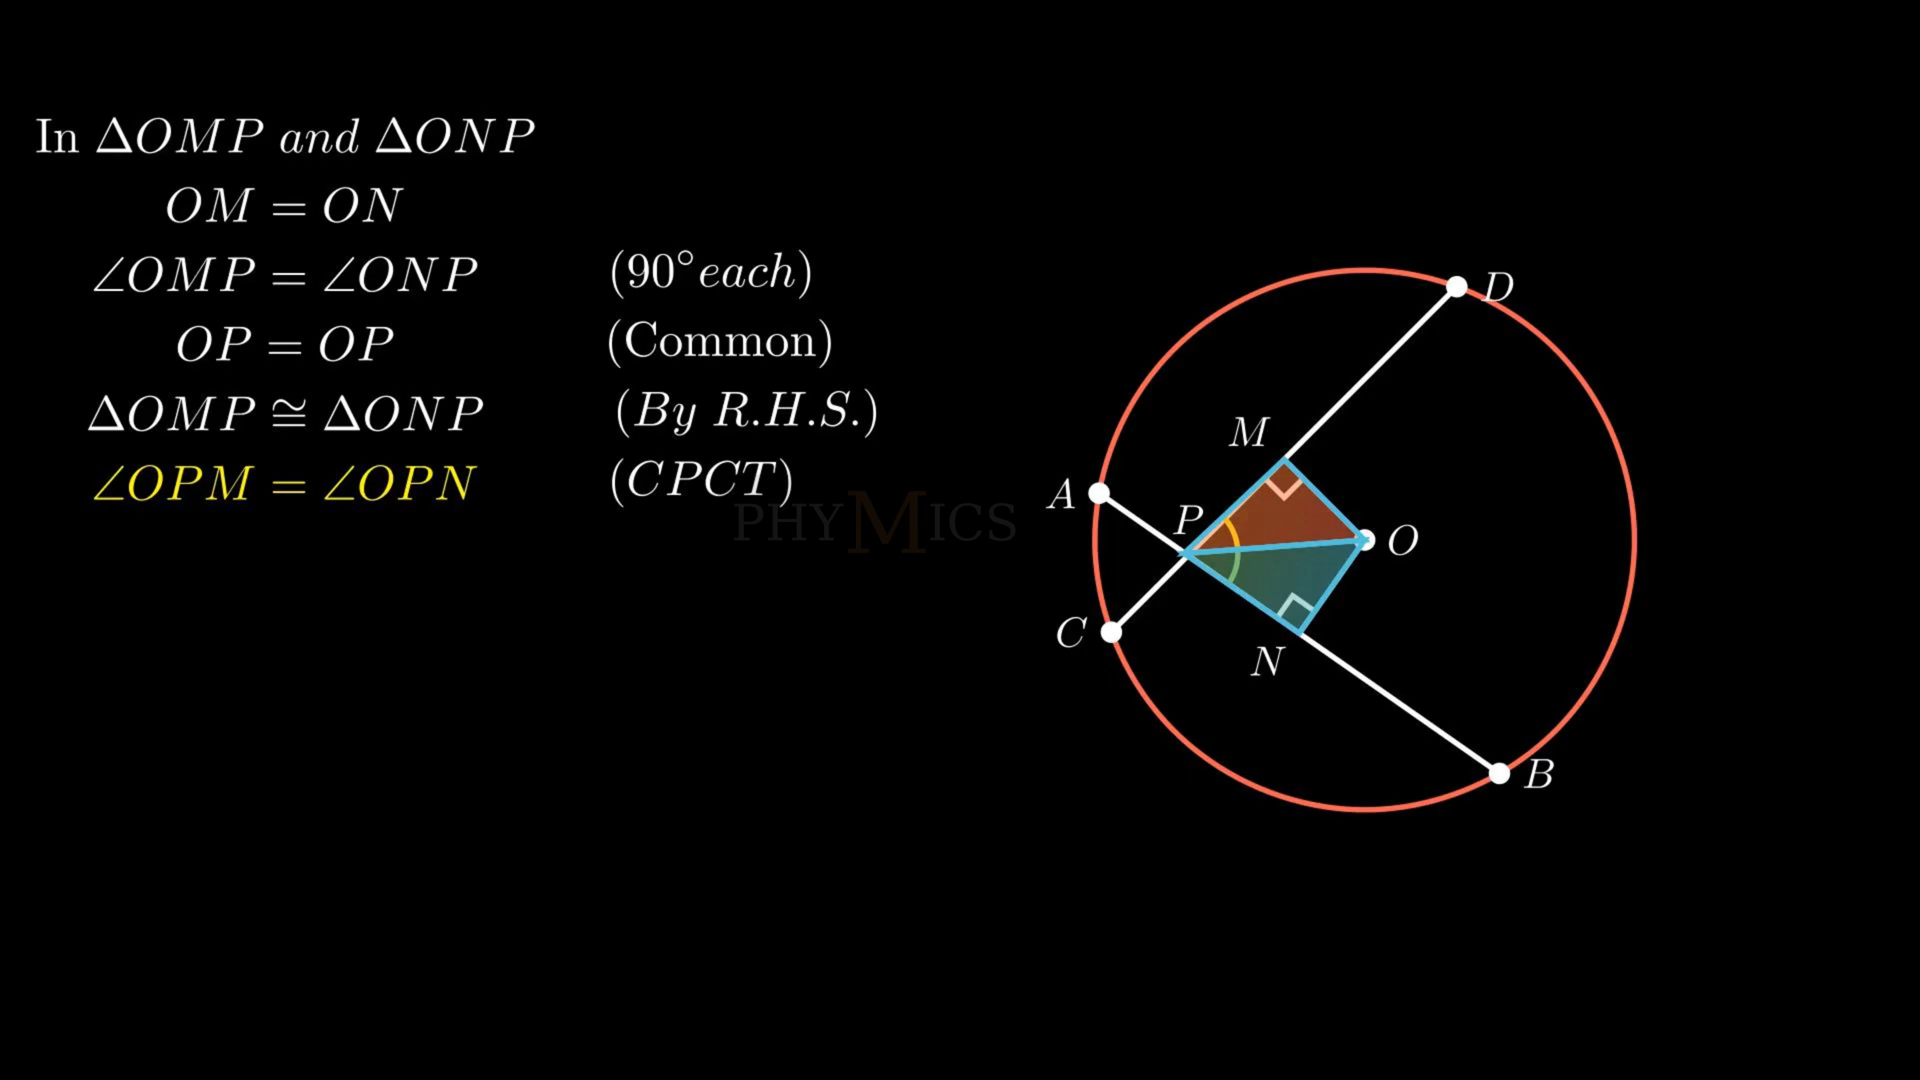 In ΔOMP and ΔONP
OM = ON
∠OMP = ∠ONP (90°each)
OP = OP (Common)
ΔOMP ≅ ΔONP (By R.H.S.)
∠OPM = ∠OPN (CPCT)
PHYMICS
D
M
A
P
O
C
N
B